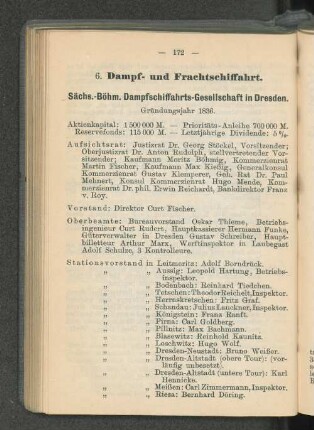 — 172 —
6. Dampf- und Frachtschiffahrt.
Sächs.-Böhm. Dampfschiffahrts-Gesellschaft in Dresden.
Gründungsjahr 1836.
Aktienkapital: 1 500 000 M. — Prioritäts-Anleihe 700 000 M.
Reservefonds: 115 000 M. — Letztjährige Dividende: 5 %.
Aufsichtsrat: Justizrat Dr. Georg Stöckel, Vorsitzender;
Oberjustizrat Dr. Anton Rudolph, stellvertretender Vor-
sitzender; Kaufmann Moritz Böhmig, Kommerzienrat
Martin Fischer, Kaufmann Max Kießig, Generalkonsul
Kommerzienrat Gustav Klemperer, Geh. Rat Dr. Paul
Mehnert, Konsul Kommerzienrat Hugo Mende, Kom-
merzienrat Dr. phil. Erwin Reichardt, Bankdirektor Franz
v. Roy.
Vorstand: Direktor Curt Fischer.
Oberbeamte: Bureauvorstand Oskar Thieme, Betriebs-
ingenieur Curt Rudert, Hauptkassierer Hermann Funke,
Güterverwalter in Dresden Gustav Schreiber, Haupt-
billetteur Arthur Marx, Werftinspektor in Laubegast
Adolf Schulze, 3 Kontrolleure.
Stationsvorstand in Leitmeritz: Adolf Borndrück.
„ „ Aussig: Leopold Hartung, Betriebs-
inspektor.
„ „ Bodenbach: Reinhard Tiedchen.
„ „ Tetschen: Theodor Reichelt, Inspektor.
„ „ Herrnskretschen: Fritz Graf.
„ „ Schandau: Julius Lasckner, Inspektor.
„ „ Königstein: Franz Ranft.
„ „ Pirna: Carl Goldberg.
„ „ Pillnitz: Max Bachmann.
„ „ Blasewitz: Reinhold Kaunitz.
„ „ Loschwitz: Hugo Wolf.
„ „ Dresden-Neustadt: Bruno Weißer.
„ „ Dresden-Altstadt (obere Tour): (vor-
läufig unbesetzt).
„ „ Dresden-Altstadt (untere Tour): Karl
Hennicke.
„ „ Meißen: Carl Zimmermann, Inspektor.
„ „ Riesa: Bernhard Döring.